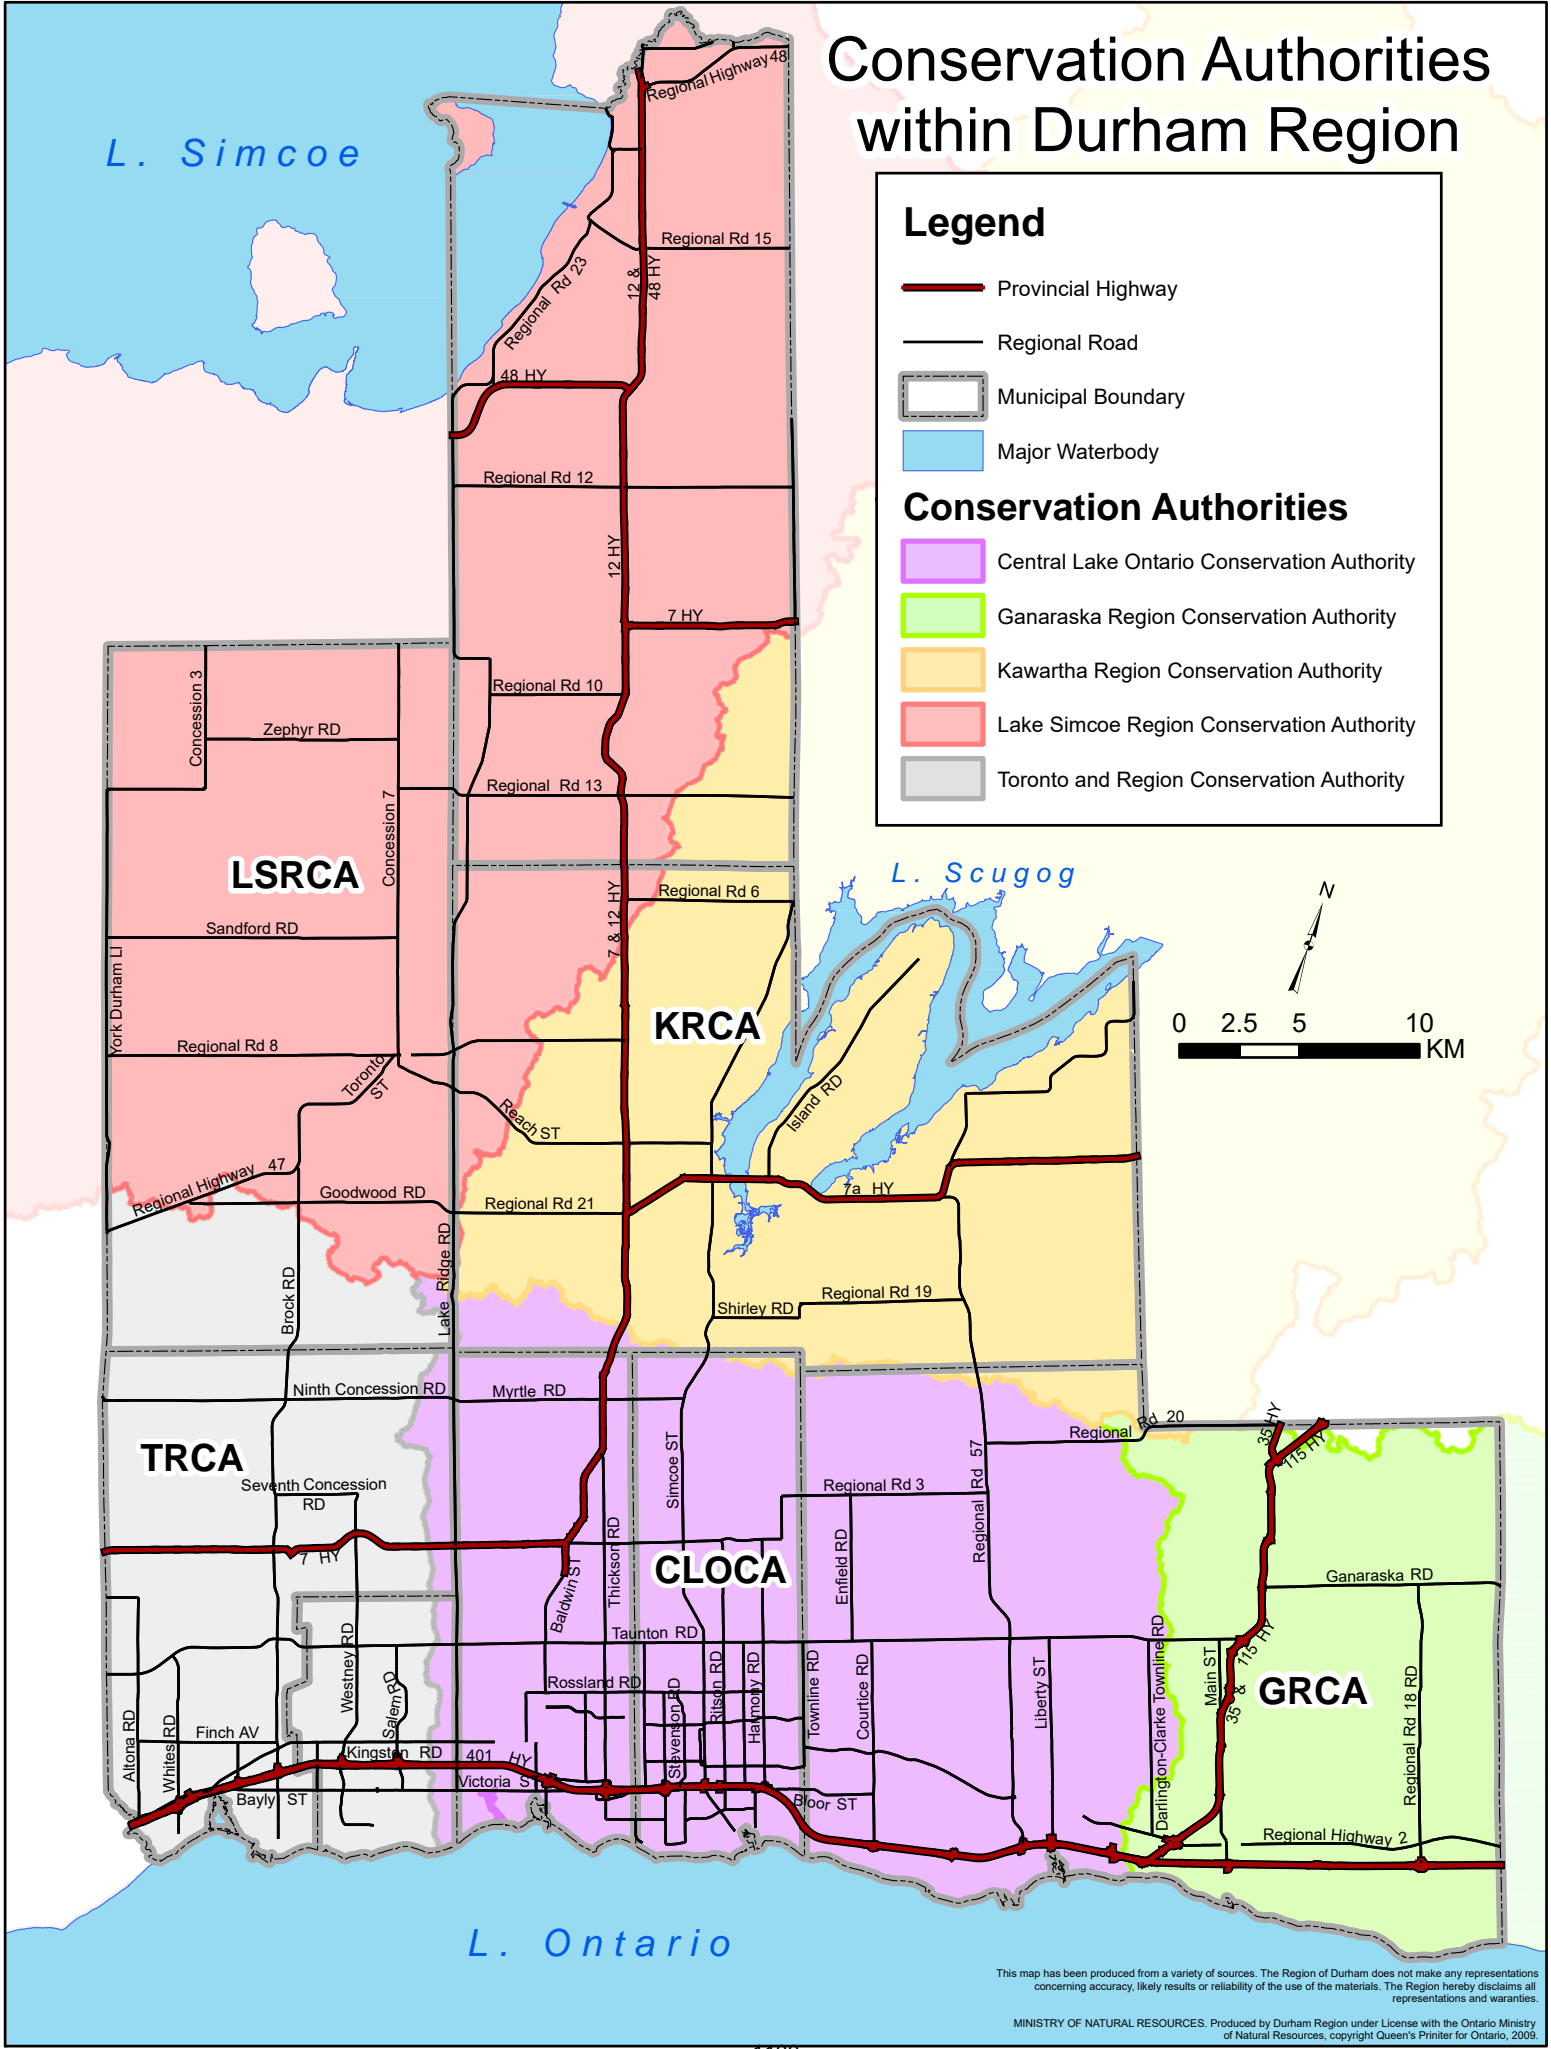 Conservation Authorities
within Durham Region
Legend
Provincial Highway
Regional Road
Municipal Boundary
Major Waterbody
Conservation Authorities
Central Lake Ontario Conservation Authority
Ganaraska Region Conservation Authority
Kawartha Region Conservation Authority
Lake Simcoe Region Conservation Authority
Toronto and Region Conservation Authority
L. Simcoe
Regional Highway 48
Regional Rd 15
12 &
48 HY
Regional Rd 23
48 HY
Regional Rd 12
12 HY
7 HY
Regional Rd 10
Concession 3
Zephyr RD
Regional Rd 13
Concession 7
LSRCA
L. Scugog
N
Regional Rd 6
7 & 12 HY
Sandford RD
York Durham LI
KRCA
0 2.5 5 10
KM
Regional Rd 8
Toronto
ST
Reach ST
Island RD
Regional Highway 47
Goodwood RD
Regional Rd 21
7a HY
Lake Ridge RD
Brock RD
Shirley RD
Regional Rd 19
Ninth Concession RD
Myrtle RD
Regional Rd 20
35 HY
115 HY
TRCA
Simcoe ST
Regional Rd 57
Seventh Concession
RD
Regional Rd 3
7 HY
Thickson RD
CLOCA
Enfield RD
Baldwin ST
Ganaraska RD
Taunton RD
Westney RD
Salem RD
Rossland RD
Stevenson RD
Ritson RD
Harmony RD
Townline RD
Courtice RD
Liberty ST
Darlington-Clarke Townline RD
Main ST
35 &
115 HY
GRCA
Regional Rd 18 RD
Altona RD
Whites RD
Finch AV
Kingston RD
401 HY
Victoria S
Bayly ST
Bloor ST
Regional Highway 2
L. Ontario
This map has been produced from a variety of sources. The Region of Durham does not make any representations
concerning accuracy, likely results or reliability of the use of the materials. The Region hereby disclaims all
representations and waranties.
MINISTRY OF NATURAL RESOURCES. Produced by Durham Region under License with the Ontario Ministry
of Natural Resources, copyright Queen's Priniter for Ontario, 2009.